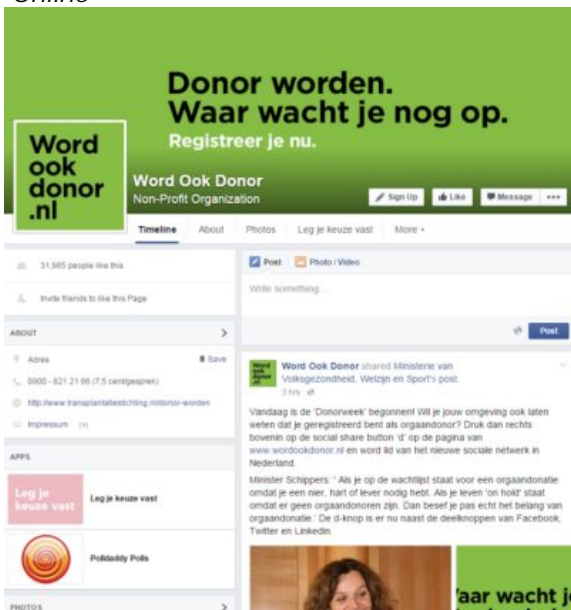 Online
Donor worden.
Waar wacht je nog op.
Registreer je nu.
Word
ook
donor
.nl
Word Ook Donor
Non-Profit Organization
Sign Up
Like
Message
Timeline
About
Photos
Leg je keuze vast
More
31,985 people like this
Invite friends to like this Page
ABOUT
Adres
Save
0900 - 821 21 66 (7,5 cent/gesprek)
http://www.transplantatiestichting.nl/donor-worden
Impressum
APPS
Leg je
keuze vast
Leg je keuze vast
Polldaddy Polls
PHOTOS
Post
Photo / Video
Write something...
Post
Word
ook
donor
.nl
Word Ook Donor shared Ministerie van
Volksgezondheid, Welzijn en Sport's post.
3 hrs
Vandaag is de 'Donorweek' begonnen! Wil je jouw omgeving ook laten
weten dat je geregistreerd bent als orgaandonor? Druk dan rechts
bovenin op de social share button 'd' op de pagina van
www.wordookdonor.nl en word lid van het nieuwe sociale netwerk in
Nederland.
Minister Schippers: ' Als je op de wachtlijst staat voor een orgaandonatie
omdat je een nier, hart of lever nodig hebt. Als je leven 'on hold' staat
omdat er geen orgaandonoren zijn. Dan besef je pas echt het belang van
orgaandonatie.' De d-knop is er nu naast de deelknoppen van Facebook,
Twitter en Linkedin.
aar wacht j